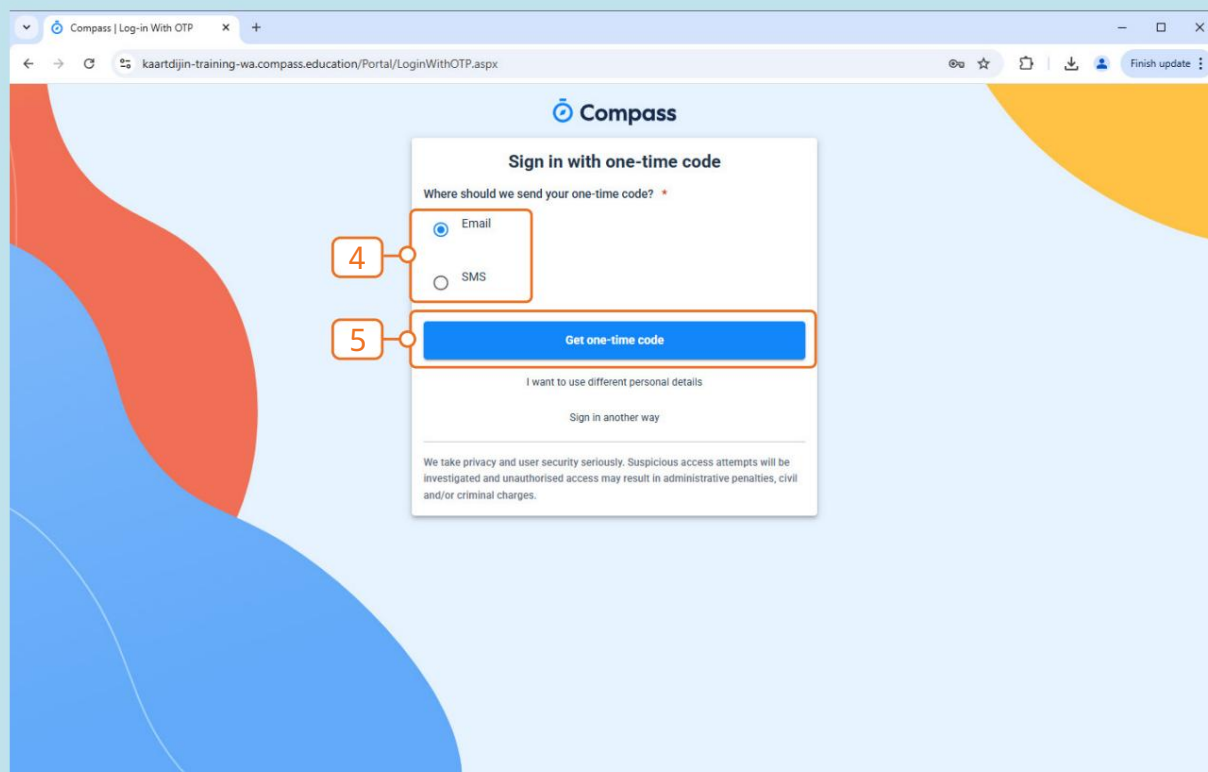 Compass | Log-in With OTP
kaartdijin-training-wa.compass.education/Portal/LoginWithOTP.aspx
Finish update
Compass
Sign in with one-time code
Where should we send your one-time code? *
Email
4
SMS
5
Get one-time code
I want to use different personal details
Sign in another way
We take privacy and user security seriously. Suspicious access attempts will be
investigated and unauthorised access may result in administrative penalties, civil
and/or criminal charges.